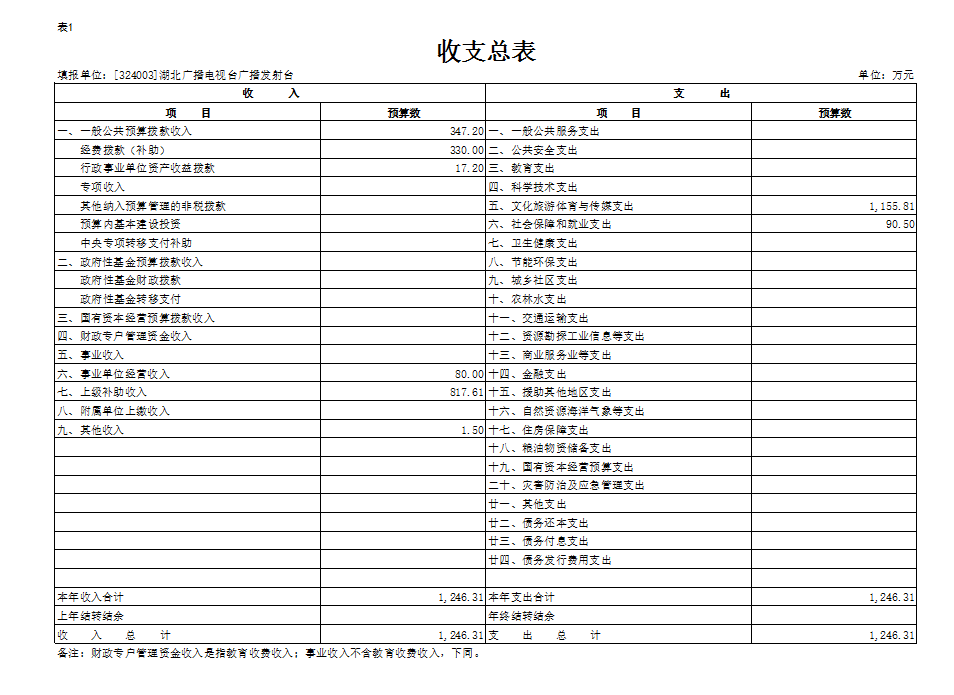 表1
收支总表
填报单位：[324003]湖北广播电视台广播发射台 单位：万元
收 入 支 出
项 目 预算数 项 目 预算数
一、一般公共预算拨款收入 347.20 一、一般公共服务支出
经费拨款（补助） 330.00 二、公共安全支出
行政事业单位资产收益拨款 17.20 三、教育支出
专项收入 四、科学技术支出
其他纳入预算管理的非税拨款 五、文化旅游体育与传媒支出 1,155.81
预算内基本建设投资 六、社会保障和就业支出 90.50
中央专项转移支付补助 七、卫生健康支出
二、政府性基金预算拨款收入 八、节能环保支出
政府性基金财政拨款 九、城乡社区支出
政府性基金转移支付 十、农林水支出
三、国有资本经营预算拨款收入 十一、交通运输支出
四、财政专户管理资金收入 十二、资源勘探工业信息等支出
五、事业收入 十三、商业服务业等支出
六、事业单位经营收入 80.00 十四、金融支出
七、上级补助收入 817.61 十五、援助其他地区支出
八、附属单位上缴收入 十六、自然资源海洋气象等支出
九、其他收入 1.50 十七、住房保障支出
十八、粮油物资储备支出
十九、国有资本经营预算支出
二十、灾害防治及应急管理支出
廿一、其他支出
廿二、债务还本支出
廿三、债务付息支出
廿四、债务发行费用支出
本年收入合计 1,246.31 本年支出合计 1,246.31
上年结转结余 年终结转结余
收 入 总 计 1,246.31 支 出 总 计 1,246.31
备注：财政专户管理资金收入是指教育收费收入；事业收入不含教育收费收入，下同。